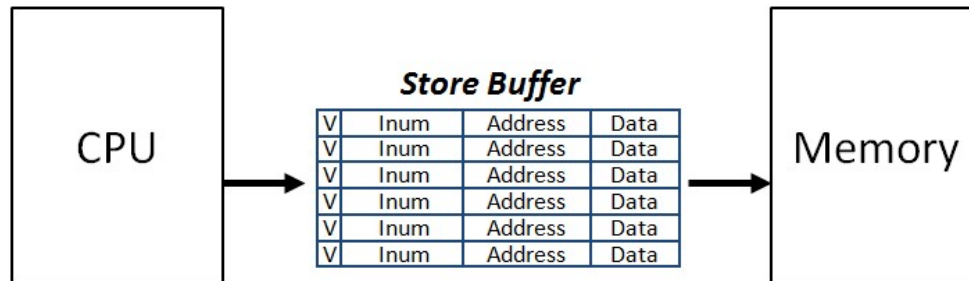 Store Buffer
CPU
Memory
V Inum Address Data
V Inum Address Data
V Inum Address Data
V Inum Address Data
V Inum Address Data
V Inum Address Data